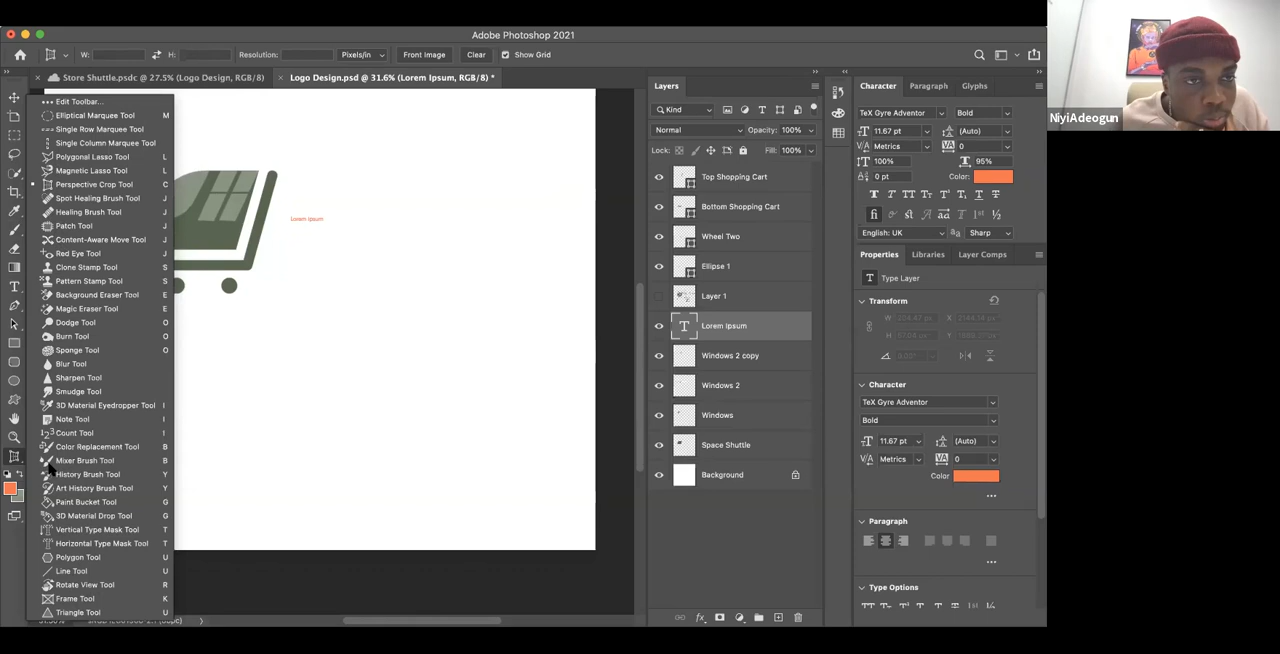 Adobe Photoshop 2021
W: H: Resolution: Pixels/in Front Image Clear Show Grid
Store Shuttle.psdc @ 27.5% (Logo Design, RGB/8)
Logo Design.psd @ 31.6% (Lorem Ipsum, RGB/8) *
Edit Toolbar...
Elliptical Marquee Tool M
Single Row Marquee Tool
Single Column Marquee Tool
Polygonal Lasso Tool L
Magnetic Lasso Tool L
Perspective Crop Tool C
Spot Healing Brush Tool J
Healing Brush Tool J
Patch Tool J
Content-Aware Move Tool J
Red Eye Tool J
Clone Stamp Tool S
Pattern Stamp Tool S
Background Eraser Tool E
Magic Eraser Tool E
Dodge Tool O
Burn Tool O
Sponge Tool O
Blur Tool
Sharpen Tool
Smudge Tool
3D Material Eyedropper Tool I
Note Tool I
Count Tool I
Color Replacement Tool B
Mixer Brush Tool B
History Brush Tool Y
Art History Brush Tool Y
Paint Bucket Tool G
3D Material Drop Tool G
Vertical Type Mask Tool T
Horizontal Type Mask Tool T
Polygon Tool U
Line Tool U
Rotate View Tool R
Frame Tool K
Triangle Tool U
Lorem Ipsum
Layers
Kind
Normal Opacity: 100%
Lock: Fill: 100%
Top Shopping Cart
Bottom Shopping Cart
Wheel Two
Ellipse 1
Layer 1
Lorem Ipsum
Windows 2 copy
Windows 2
Windows
Space Shuttle
Background
Character Paragraph Glyphs
TeX Gyre Adventor Bold
11.67 pt (Auto)
Metrics 0
100% 95%
0 pt Color:
English: UK Sharp
Properties Libraries Layer Comps
Type Layer
Transform
Character
TeX Gyre Adventor
Bold
11.67 pt (Auto)
Metrics 0
Color
Paragraph
Type Options
NiyiAdeogun